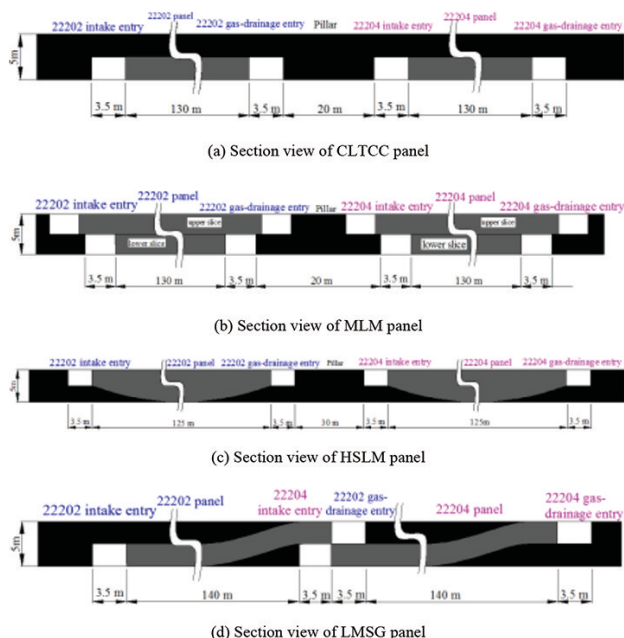 22202 intake entry 22202 panel 22202 gas-drainage entry Pillar 22204 intake entry 22204 panel 22204 gas-drainage entry
5m
3.5 m 130 m 3.5 m 20 m 3.5 m 130 m 3.5 m
(a) Section view of CLTCC panel
22202 intake entry 22202 panel 22202 gas-drainage entry Pillar 22204 intake entry 22204 panel 22204 gas-drainage entry
upper slice upper slice
5m
lower slice lower slice
3.5 m 130 m 3.5 m 20 m 3.5 m 130 m 3.5 m
(b) Section view of MLM panel
22202 intake entry 22202 panel 22202 gas-drainage entry Pillar 22204 intake entry 22204 panel 22204 gas-drainage entry
5m
3.5 m 125 m 3.5 m 30 m 3.5 m 125m 3.5 m
(c) Section view of HSLM panel
22202 intake entry 22202 panel 22204 intake entry 22202 gas-drainage entry 22204 panel 22204 gas-drainage entry
5m
3.5 m 140 m 3.5 m 3.5 m 140 m 3.5 m
(d) Section view of LMSG panel